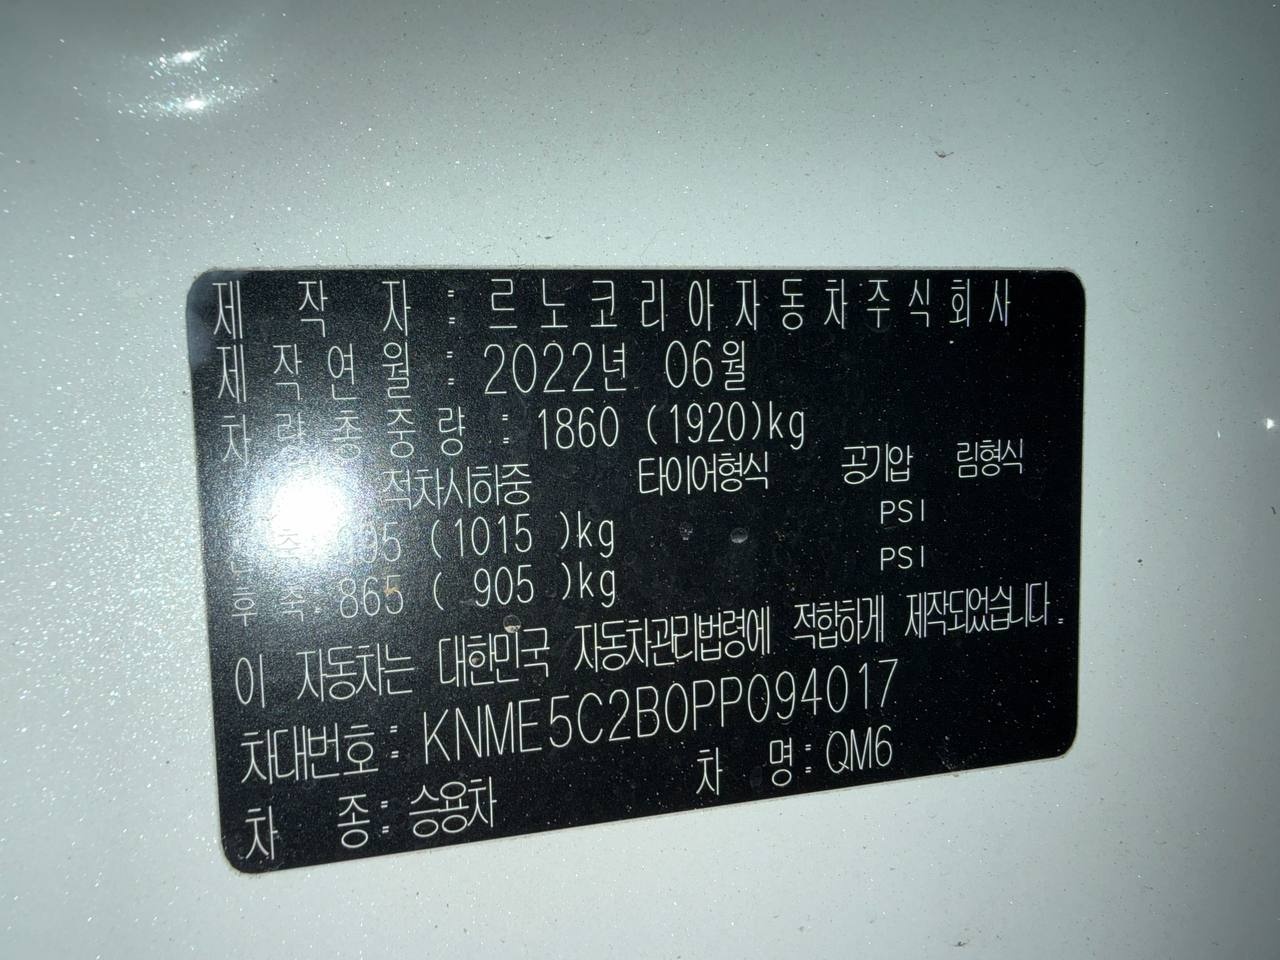 제 작 자 : 르노코리아자동차주식회사
제 작 연 월 : 2022년 06월
차 량 총 중 량 : 1860 (1920)kg
적차시하중 타이어형식 공기압 림형식
(1015 )kg PSI
후 축: 865 ( 905 )kg PSI
이 자동차는 대한민국 자동차관리법령에 적합하게 제작되었습니다.
차대번호: KNME5C2B0PP094017
차 종: 승용차 차 명: QM6